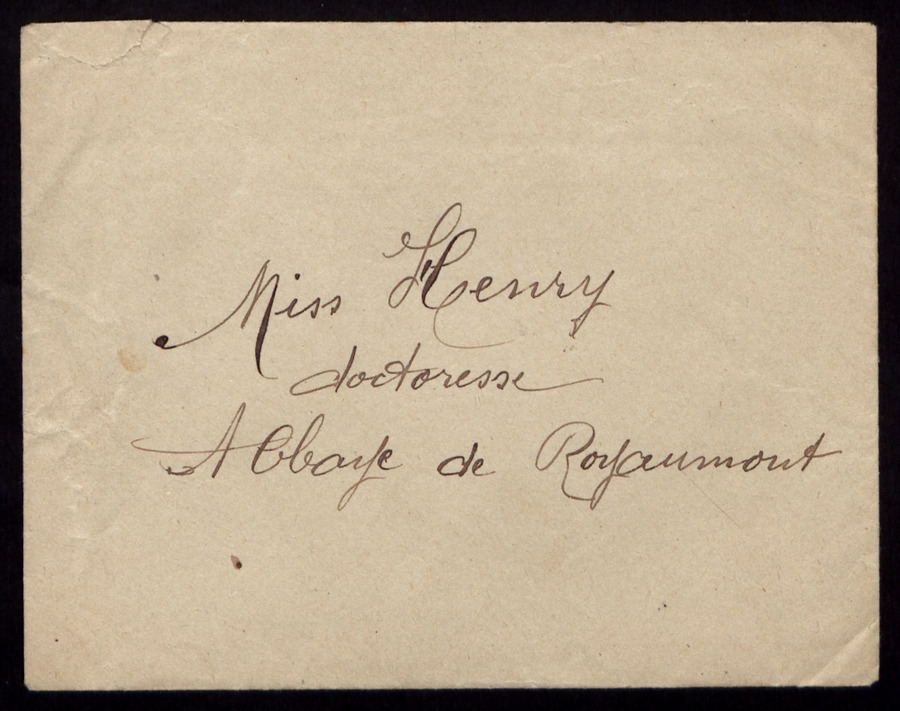 Miss Henry
doctoresse
Abbaye de Royaumont